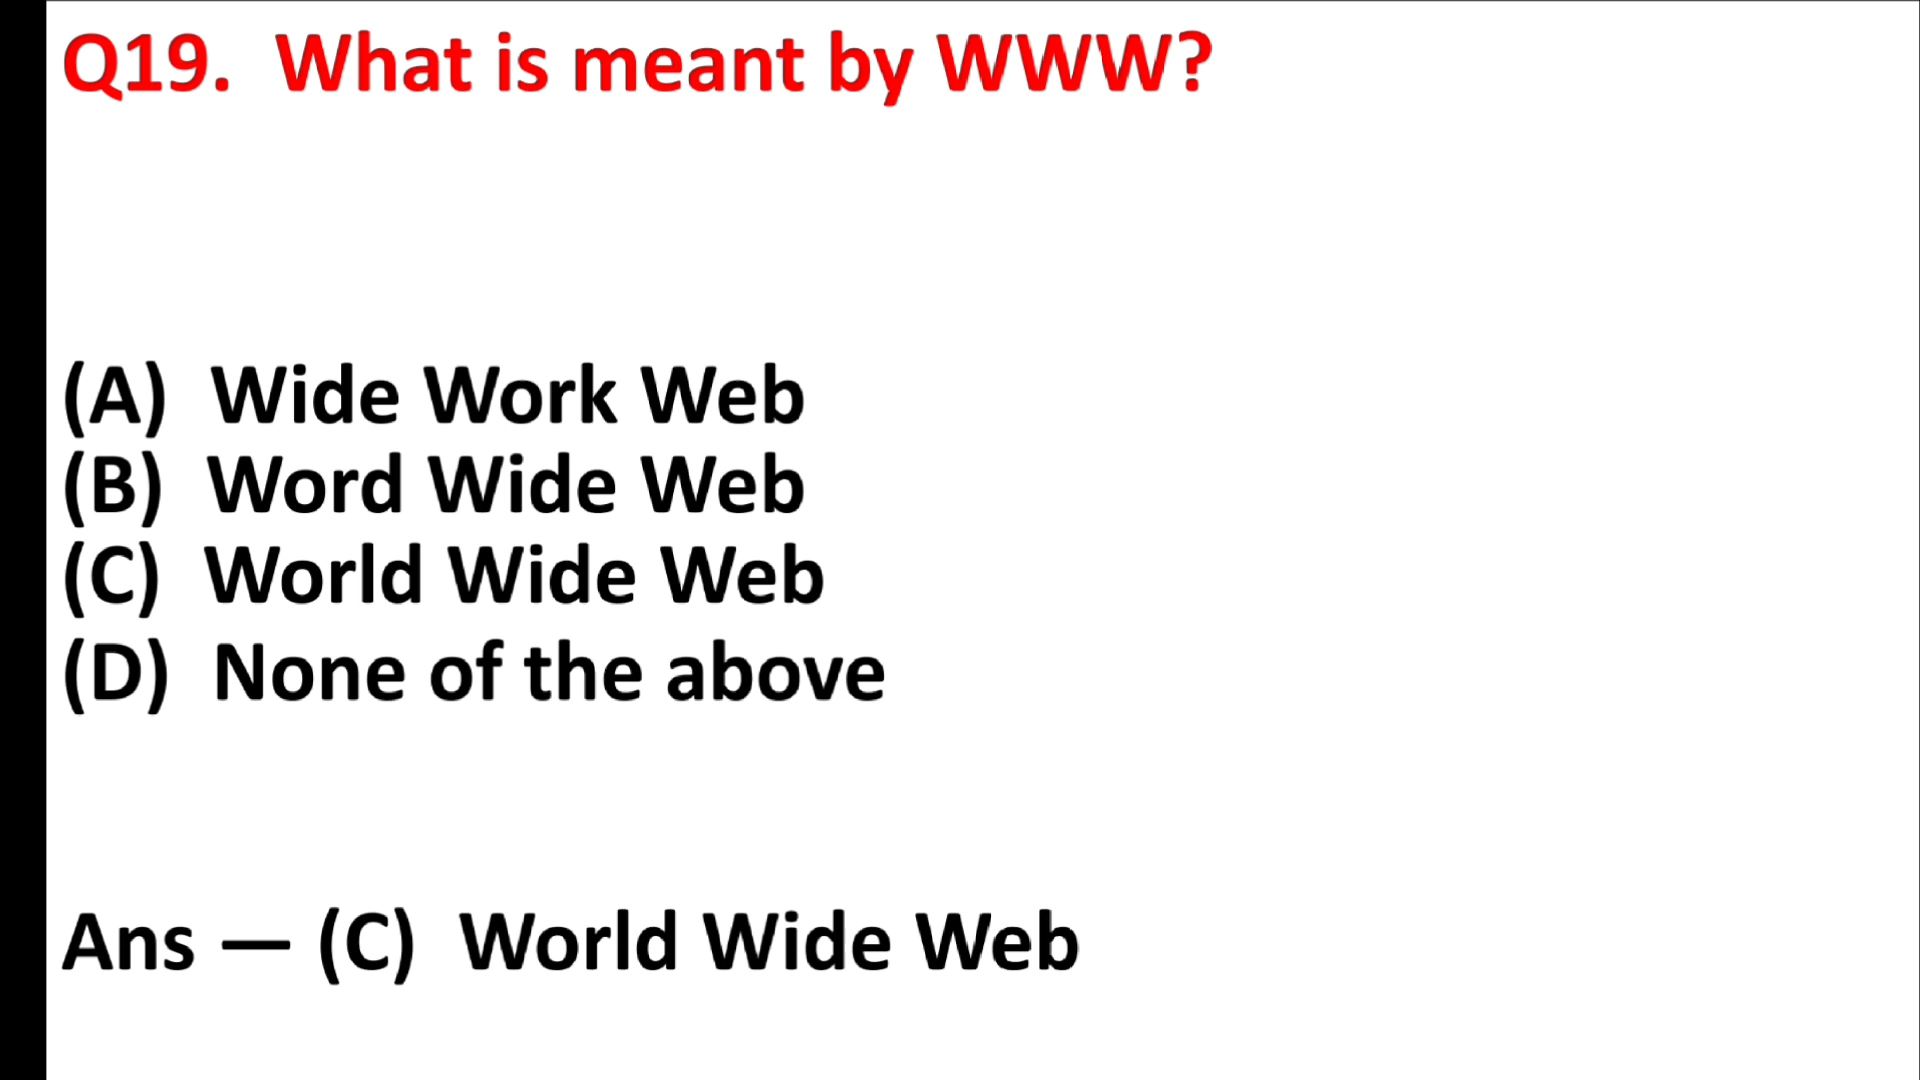 Q19. What is meant by WWW?
(A) Wide Work Web
(B) Word Wide Web
(C) World Wide Web
(D) None of the above
Ans — (C) World Wide Web